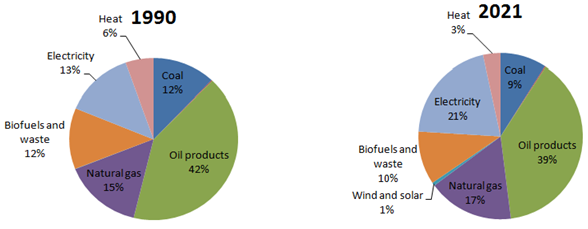 1990
Heat
6%
Electricity
13%
Coal
12%
Biofuels and
waste
12%
Oil products
42%
Natural gas
15%
2021
Heat
3%
Coal
9%
Electricity
21%
Oil products
39%
Biofuels and
waste
10%
Wind and solar
1%
Natural gas
17%